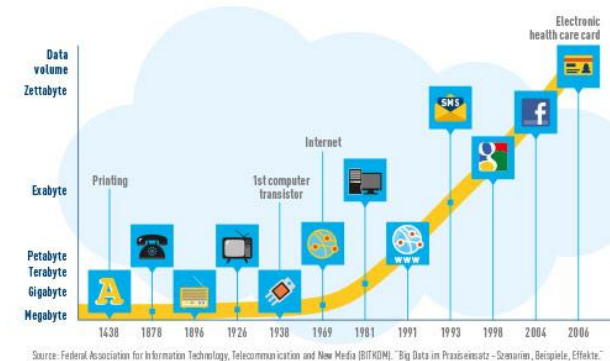 Electronic
health care card
Data
volume
Zettabyte
SMS
f
g
Internet
Exabyte
Printing
1st computer
transistor
Petabyte
Terabyte
Gigabyte
Megabyte
A
WWW
1438 1878 1896 1926 1938 1969 1981 1991 1993 1998 2004 2006
Source: Federal Association for Information Technology, Telecommunication and New Media (BITKOM). "Big Data im Praxiseinsatz – Szenarien, Beispiele, Effekte."